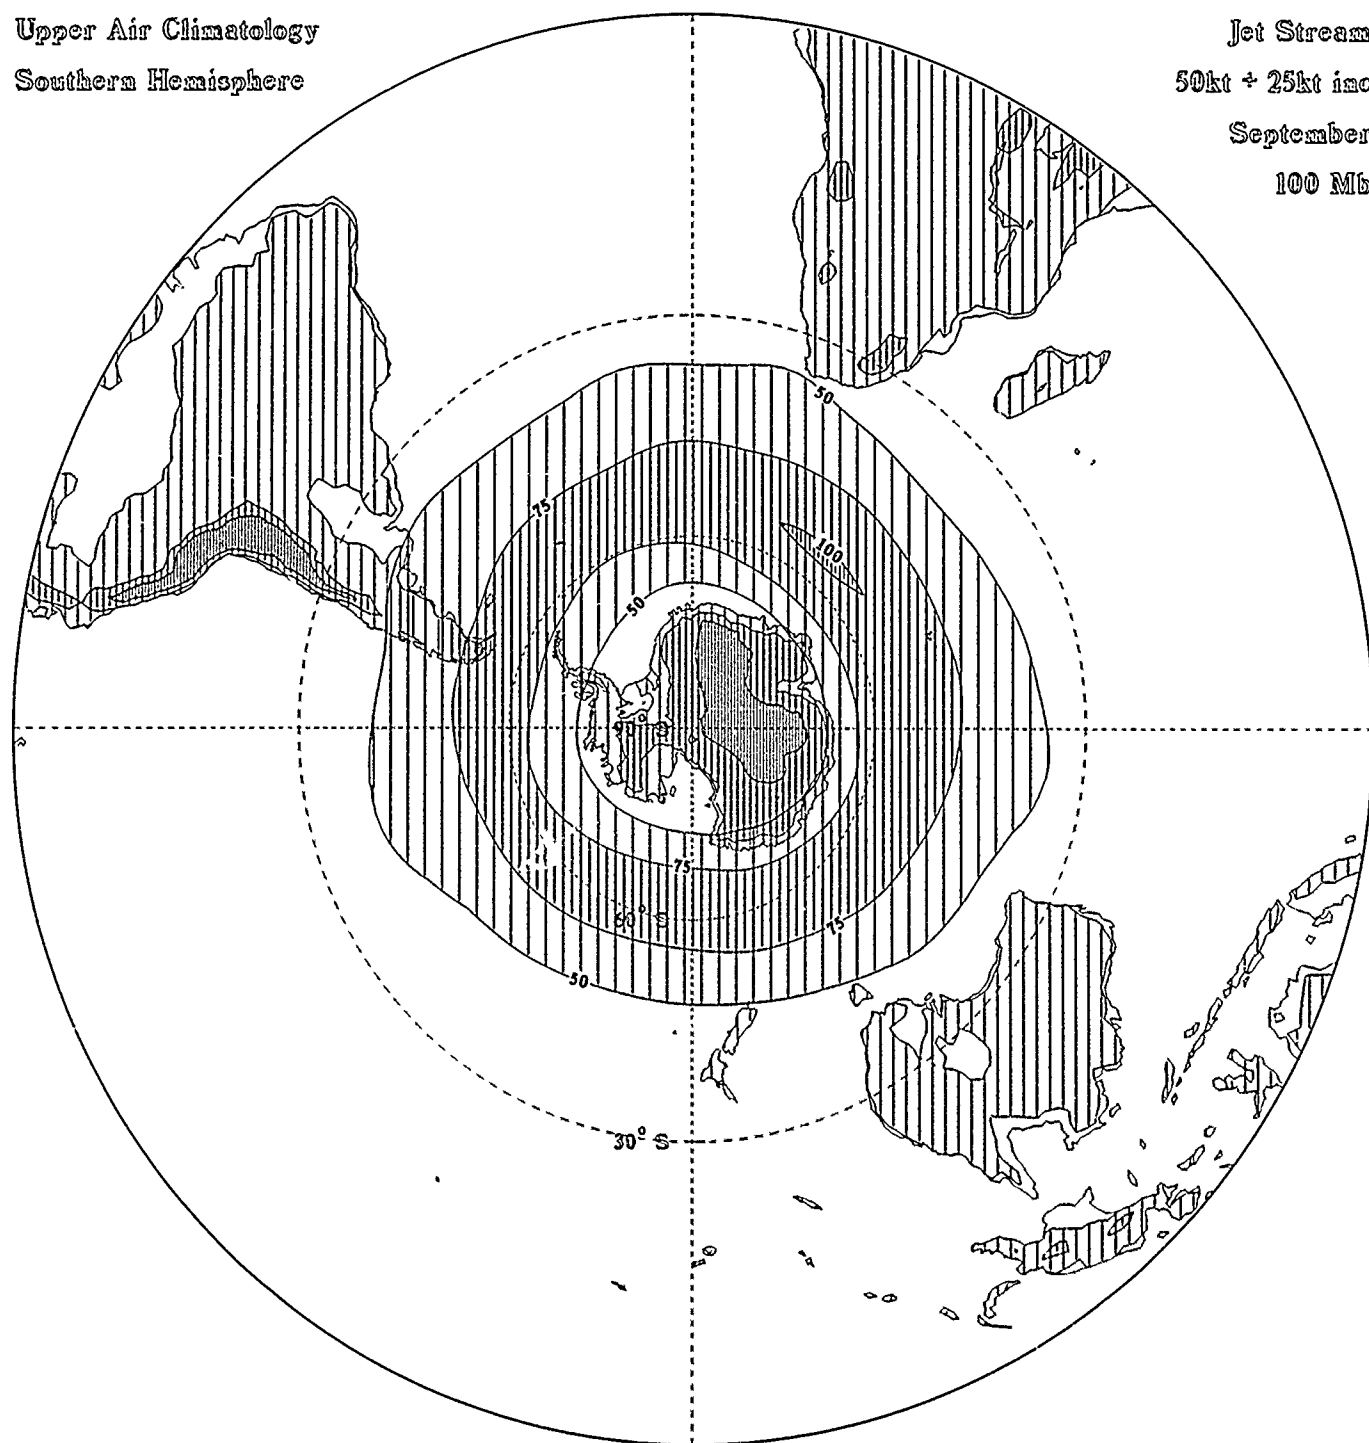 Upper Air Climatology
Southern Hemisphere
Jet Stream
50kt + 25kt inc
September
100 Mb
50
75
100
50
90° S
75
60° S
75
50
30° S